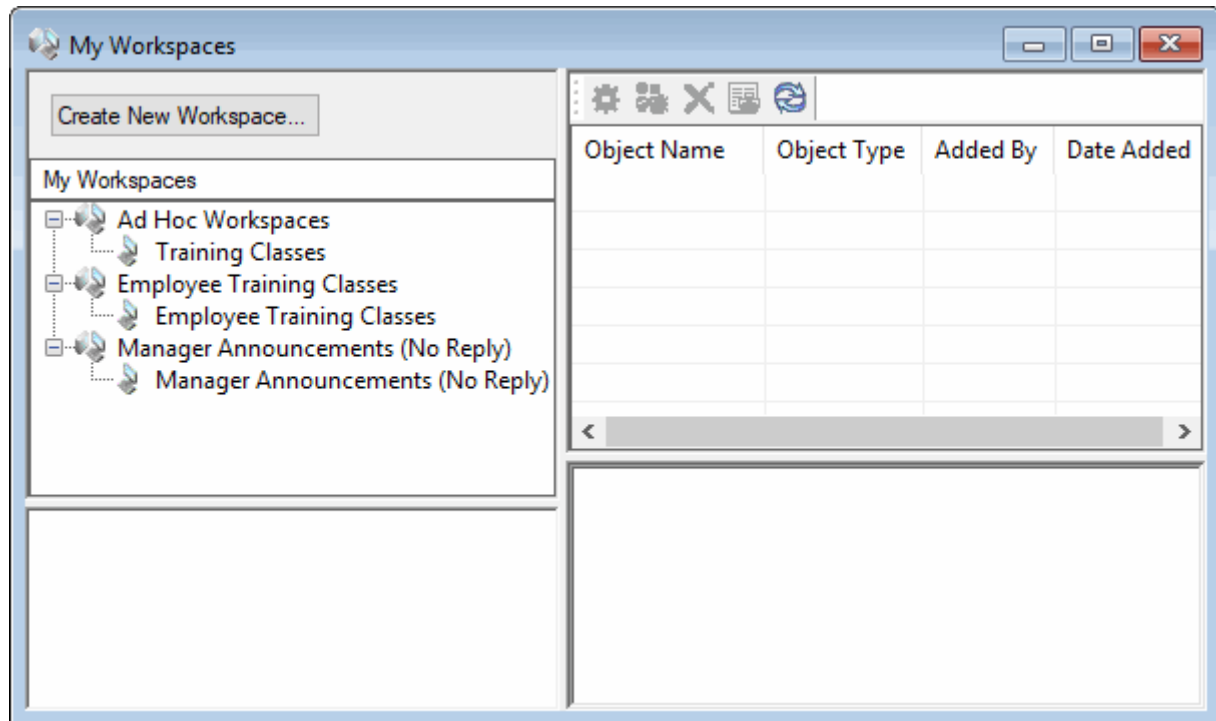 My Workspaces
Create New Workspace...
My Workspaces
Ad Hoc Workspaces
Training Classes
Employee Training Classes
Employee Training Classes
Manager Announcements (No Reply)
Manager Announcements (No Reply)
Object Name Object Type Added By Date Added